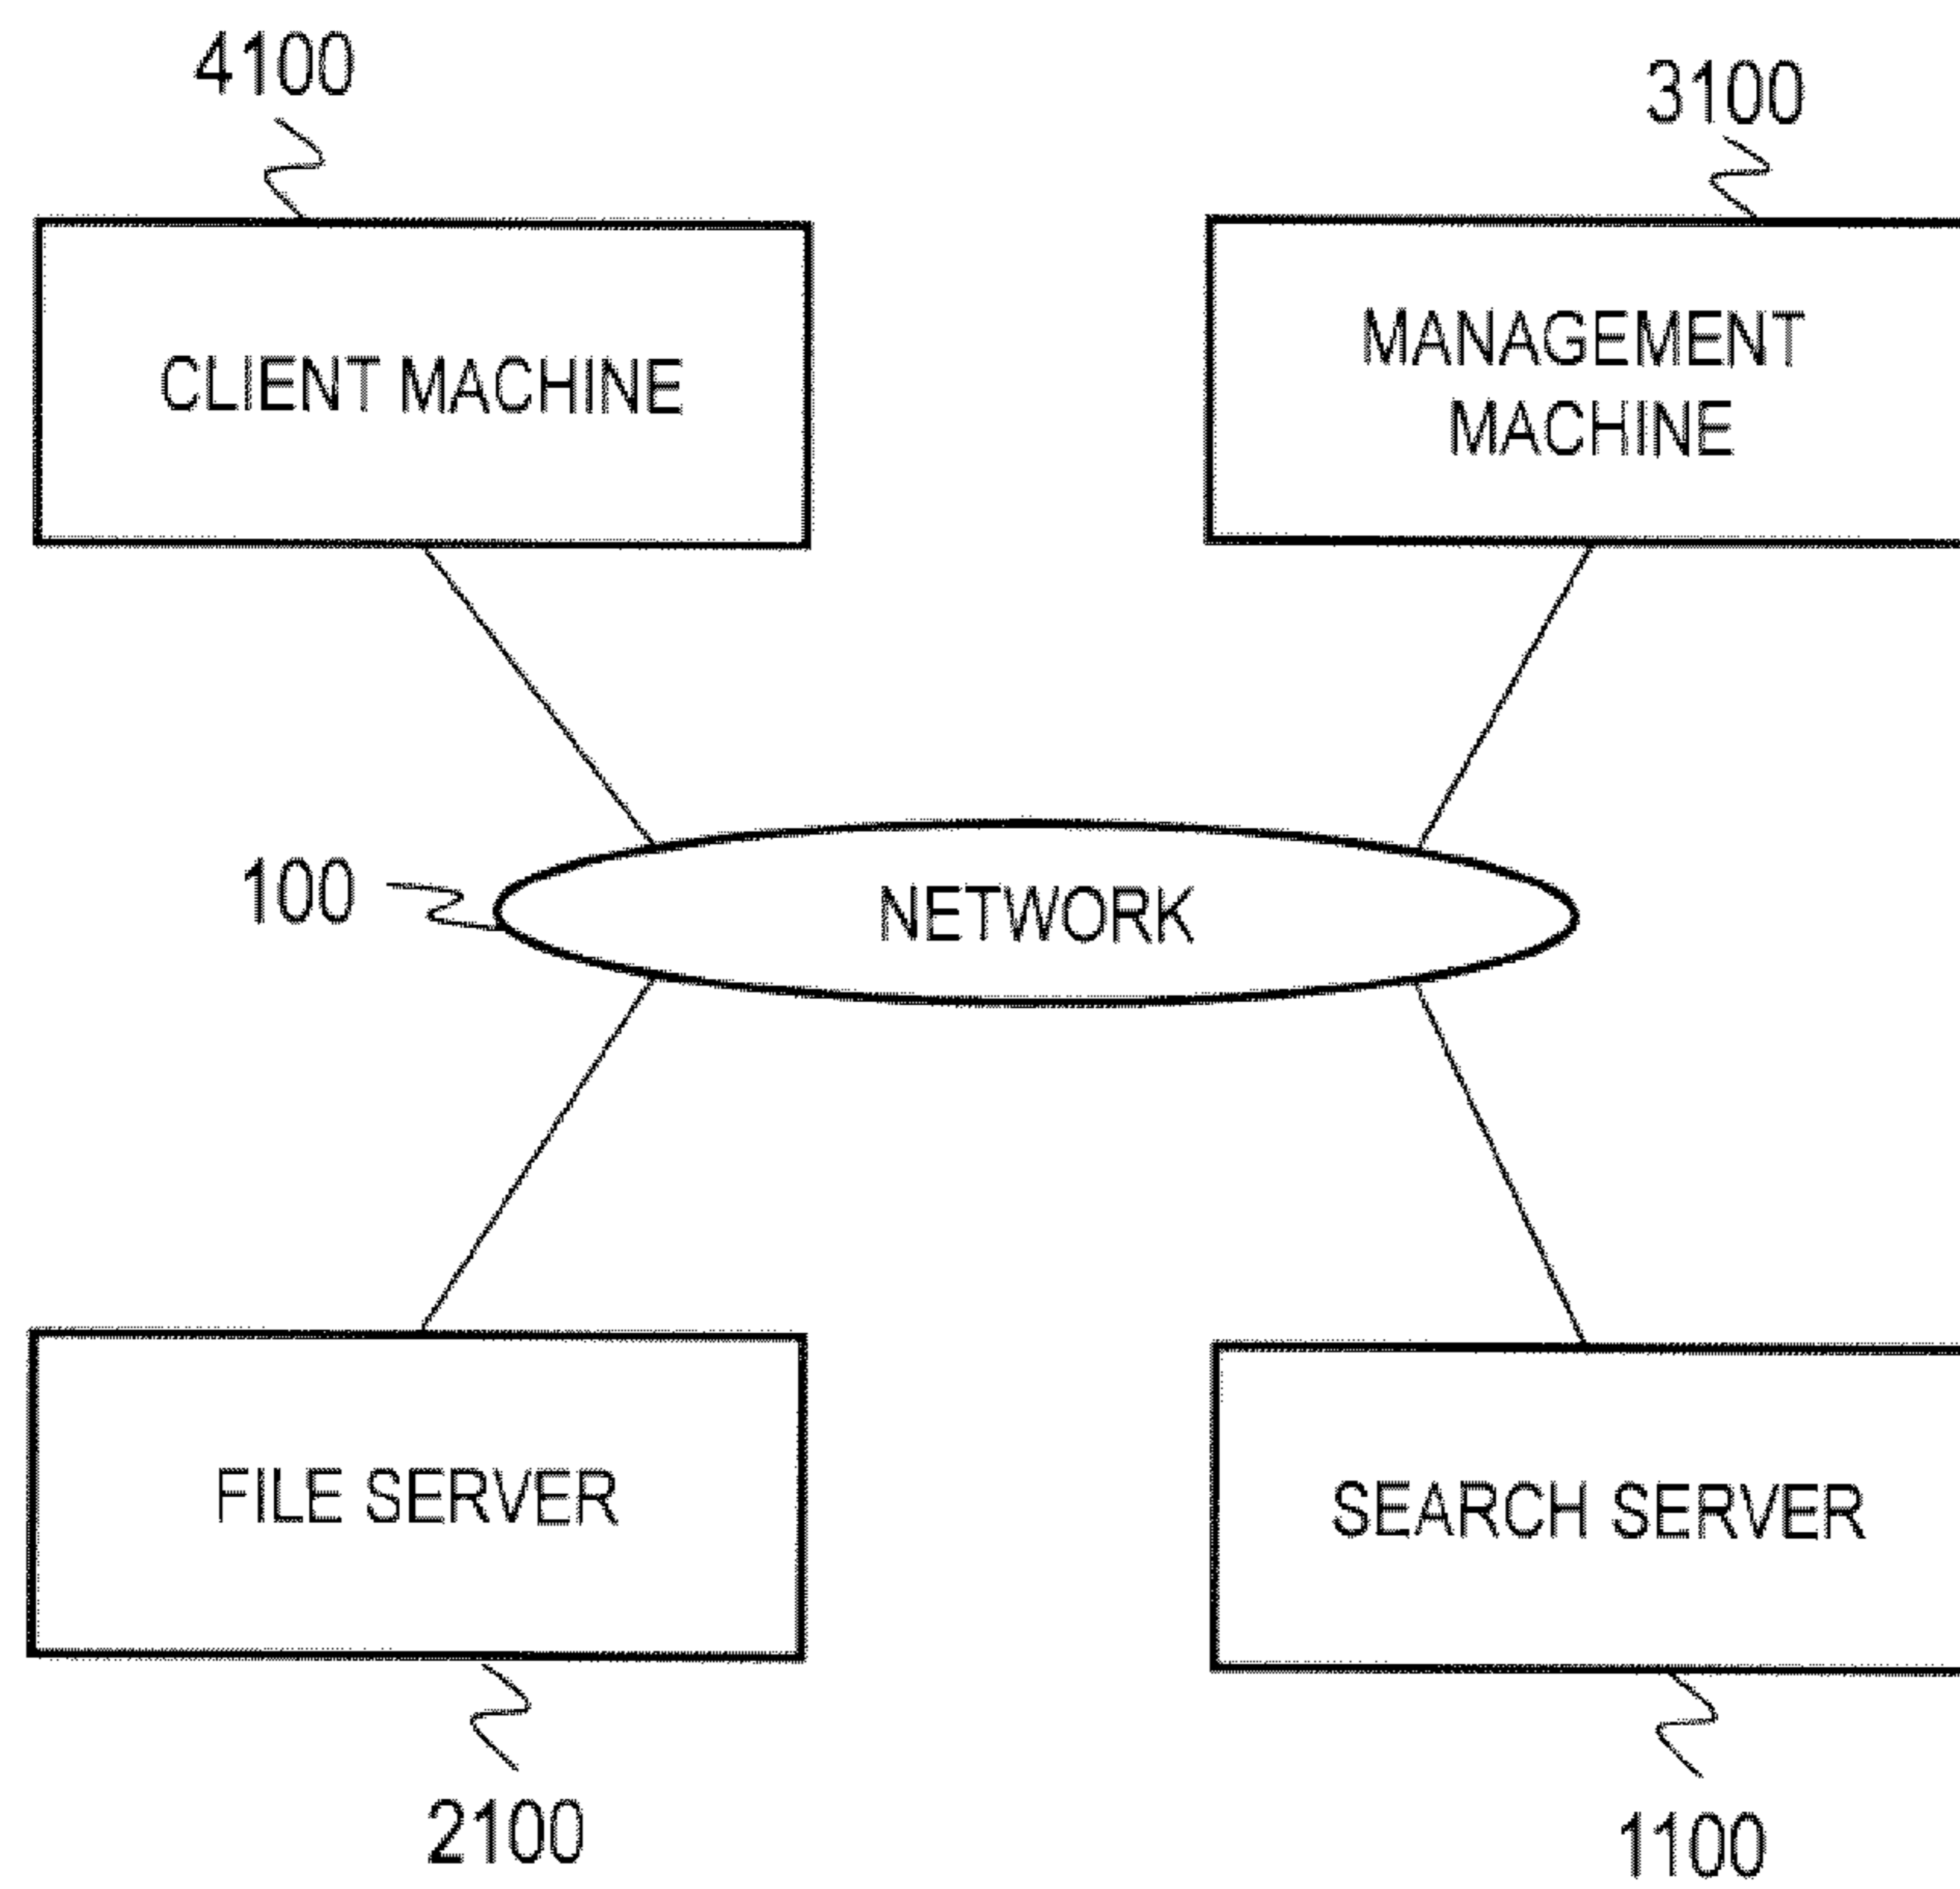 4100
3100
CLIENT MACHINE
MANAGEMENT
MACHINE
100
NETWORK
FILE SERVER
SEARCH SERVER
2100
1100